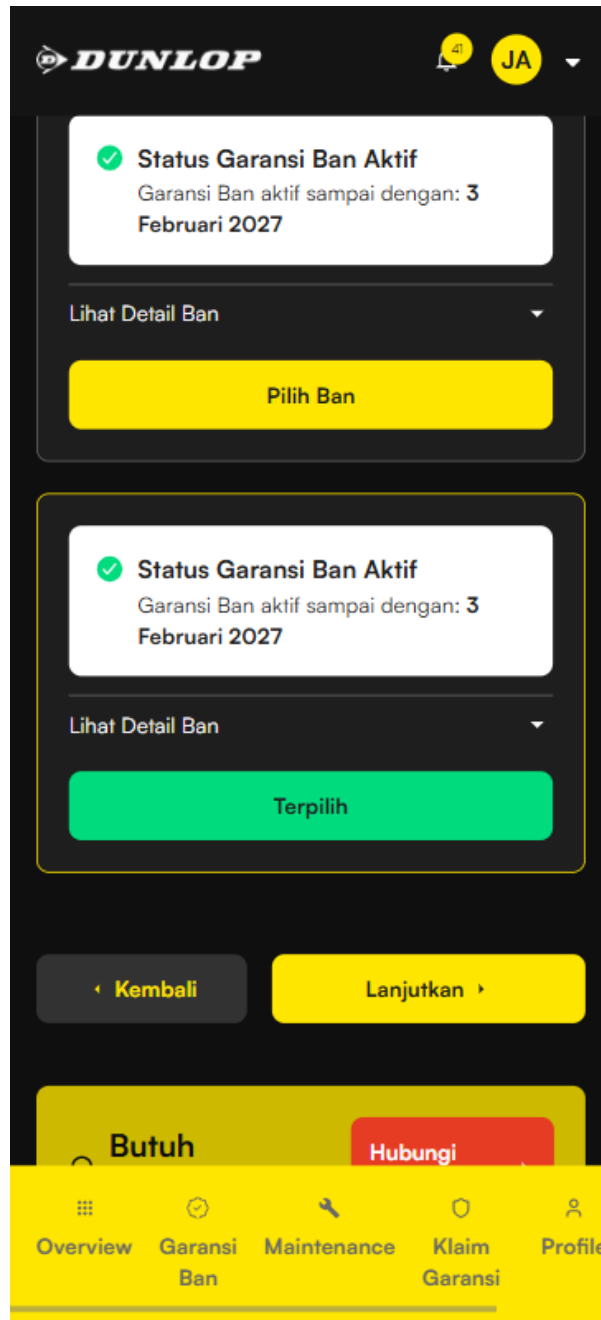 DUNLOP
41
JA
Status Garansi Ban Aktif
Garansi Ban aktif sampai dengan: 3
Februari 2027
Lihat Detail Ban
Pilih Ban
Status Garansi Ban Aktif
Garansi Ban aktif sampai dengan: 3
Februari 2027
Lihat Detail Ban
Terpilih
Kembali
Lanjutkan
Butuh
Hubungi
Overview
Garansi
Ban
Maintenance
Klaim
Garansi
Profile